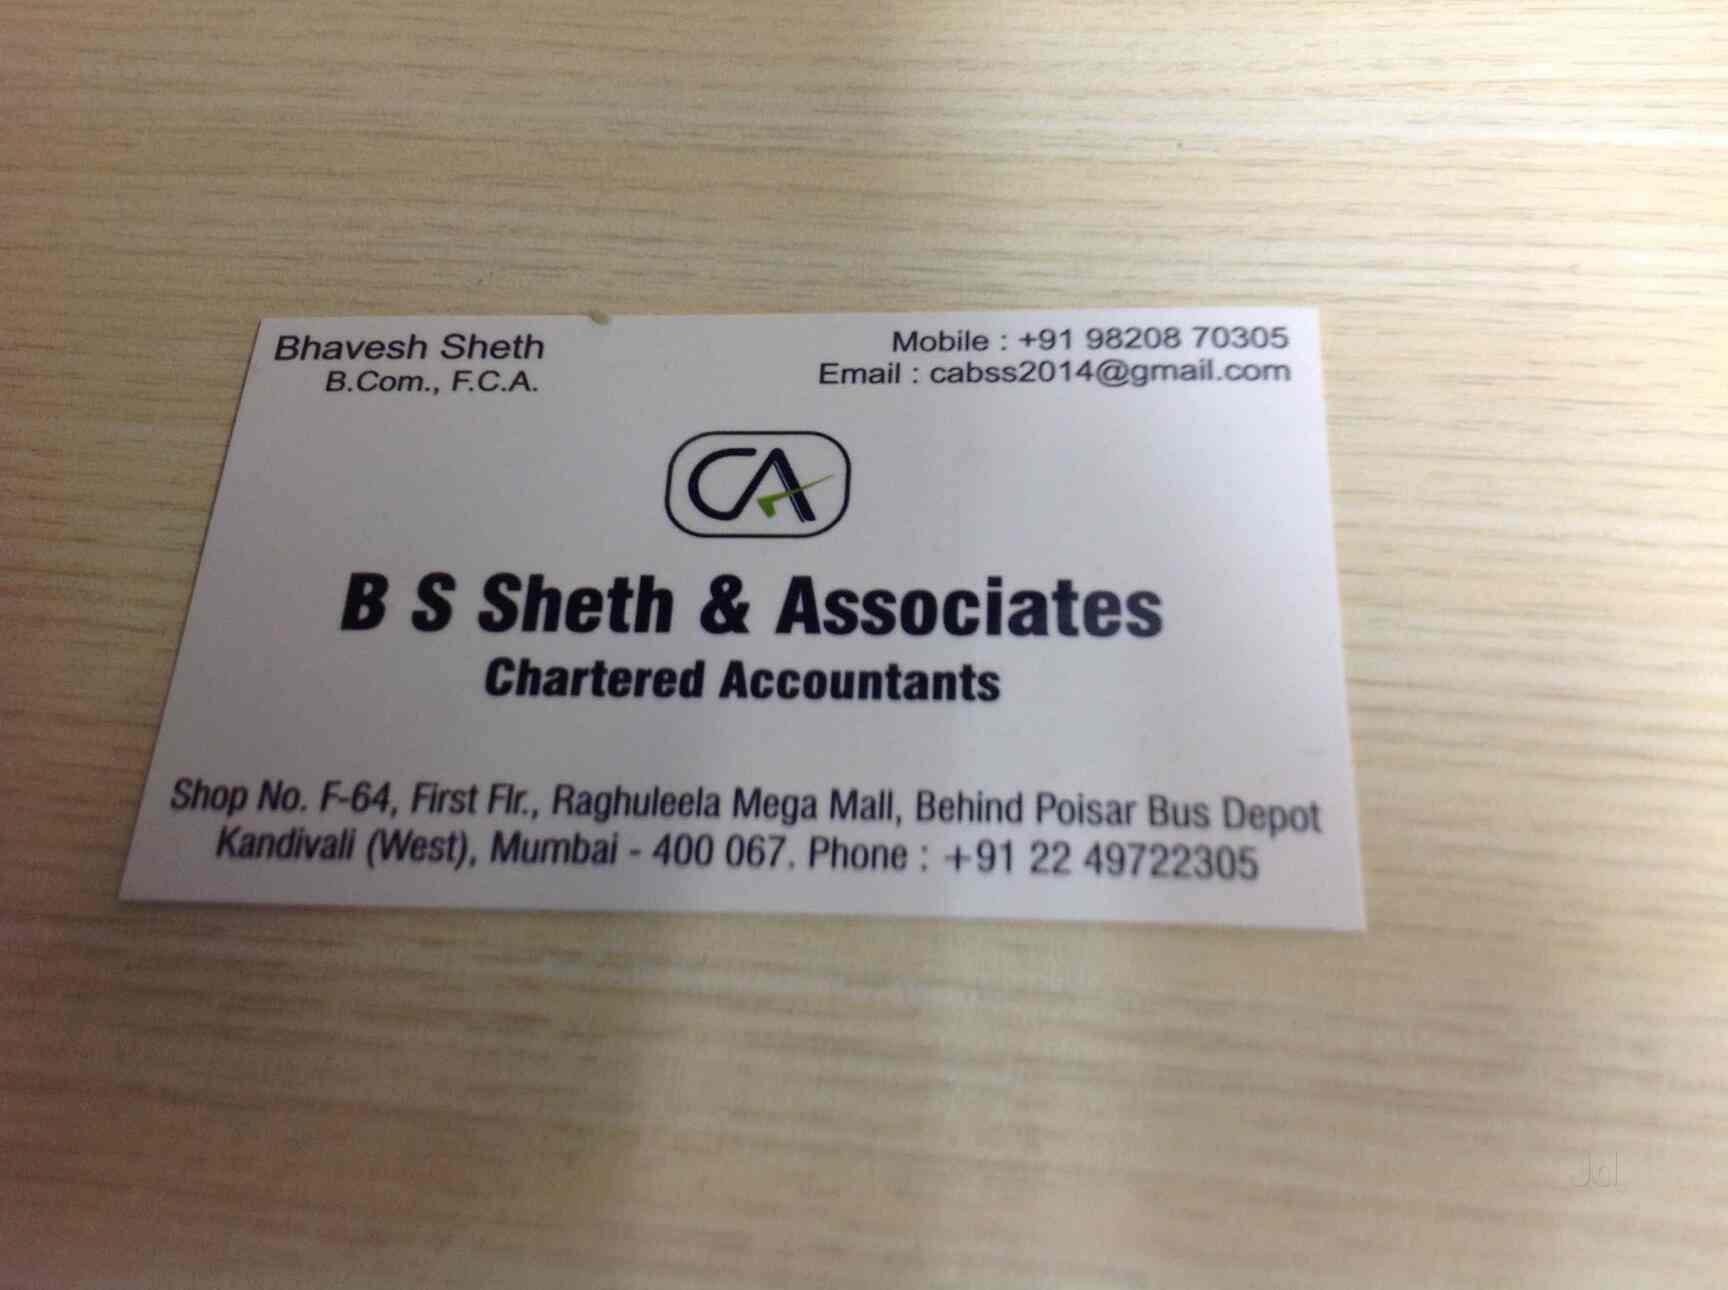 Bhavesh Sheth
B.Com., F.C.A.
Mobile : +91 98208 70305
Email : cabss2014@gmail.com
CA
B S Sheth & Associates
Chartered Accountants
Shop No. F-64, First Flr., Raghuleela Mega Mall, Behind Poisar Bus Depot
Kandivali (West), Mumbai - 400 067. Phone : +91 22 49722305
Jd